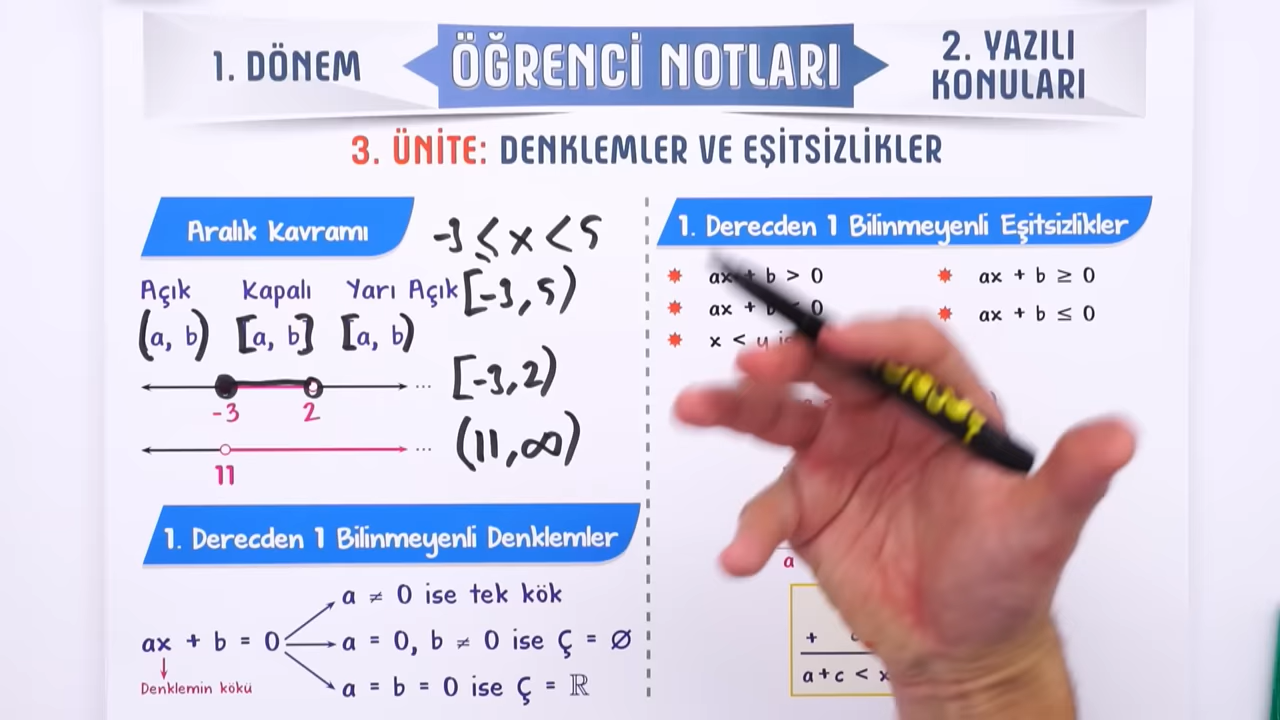 1. DÖNEM
ÖĞRENCİ NOTLARI
2. YAZILI
KONULARI
3. ÜNİTE: DENKLEMLER VE EŞİTSİZLİKLER
Aralık Kavramı
-3 ≤ x < 5
Açık Kapalı Yarı Açık [-3, 5)
(a, b) [a, b] [a, b)
[-3, 2)
-3 2
(11, ∞)
11
1. Derecden 1 Bilinmeyenli Denklemler
a ≠ 0 ise tek kök
ax + b = 0
a = 0, b ≠ 0 ise Ç = ∅
a = b = 0 ise Ç = ℝ
Denklemin kökü
1. Derecden 1 Bilinmeyenli Eşitsizlikler
ax + b > 0
ax + b ≥ 0
ax + b < 0
ax + b ≤ 0
x < y
a
+
a+c < x